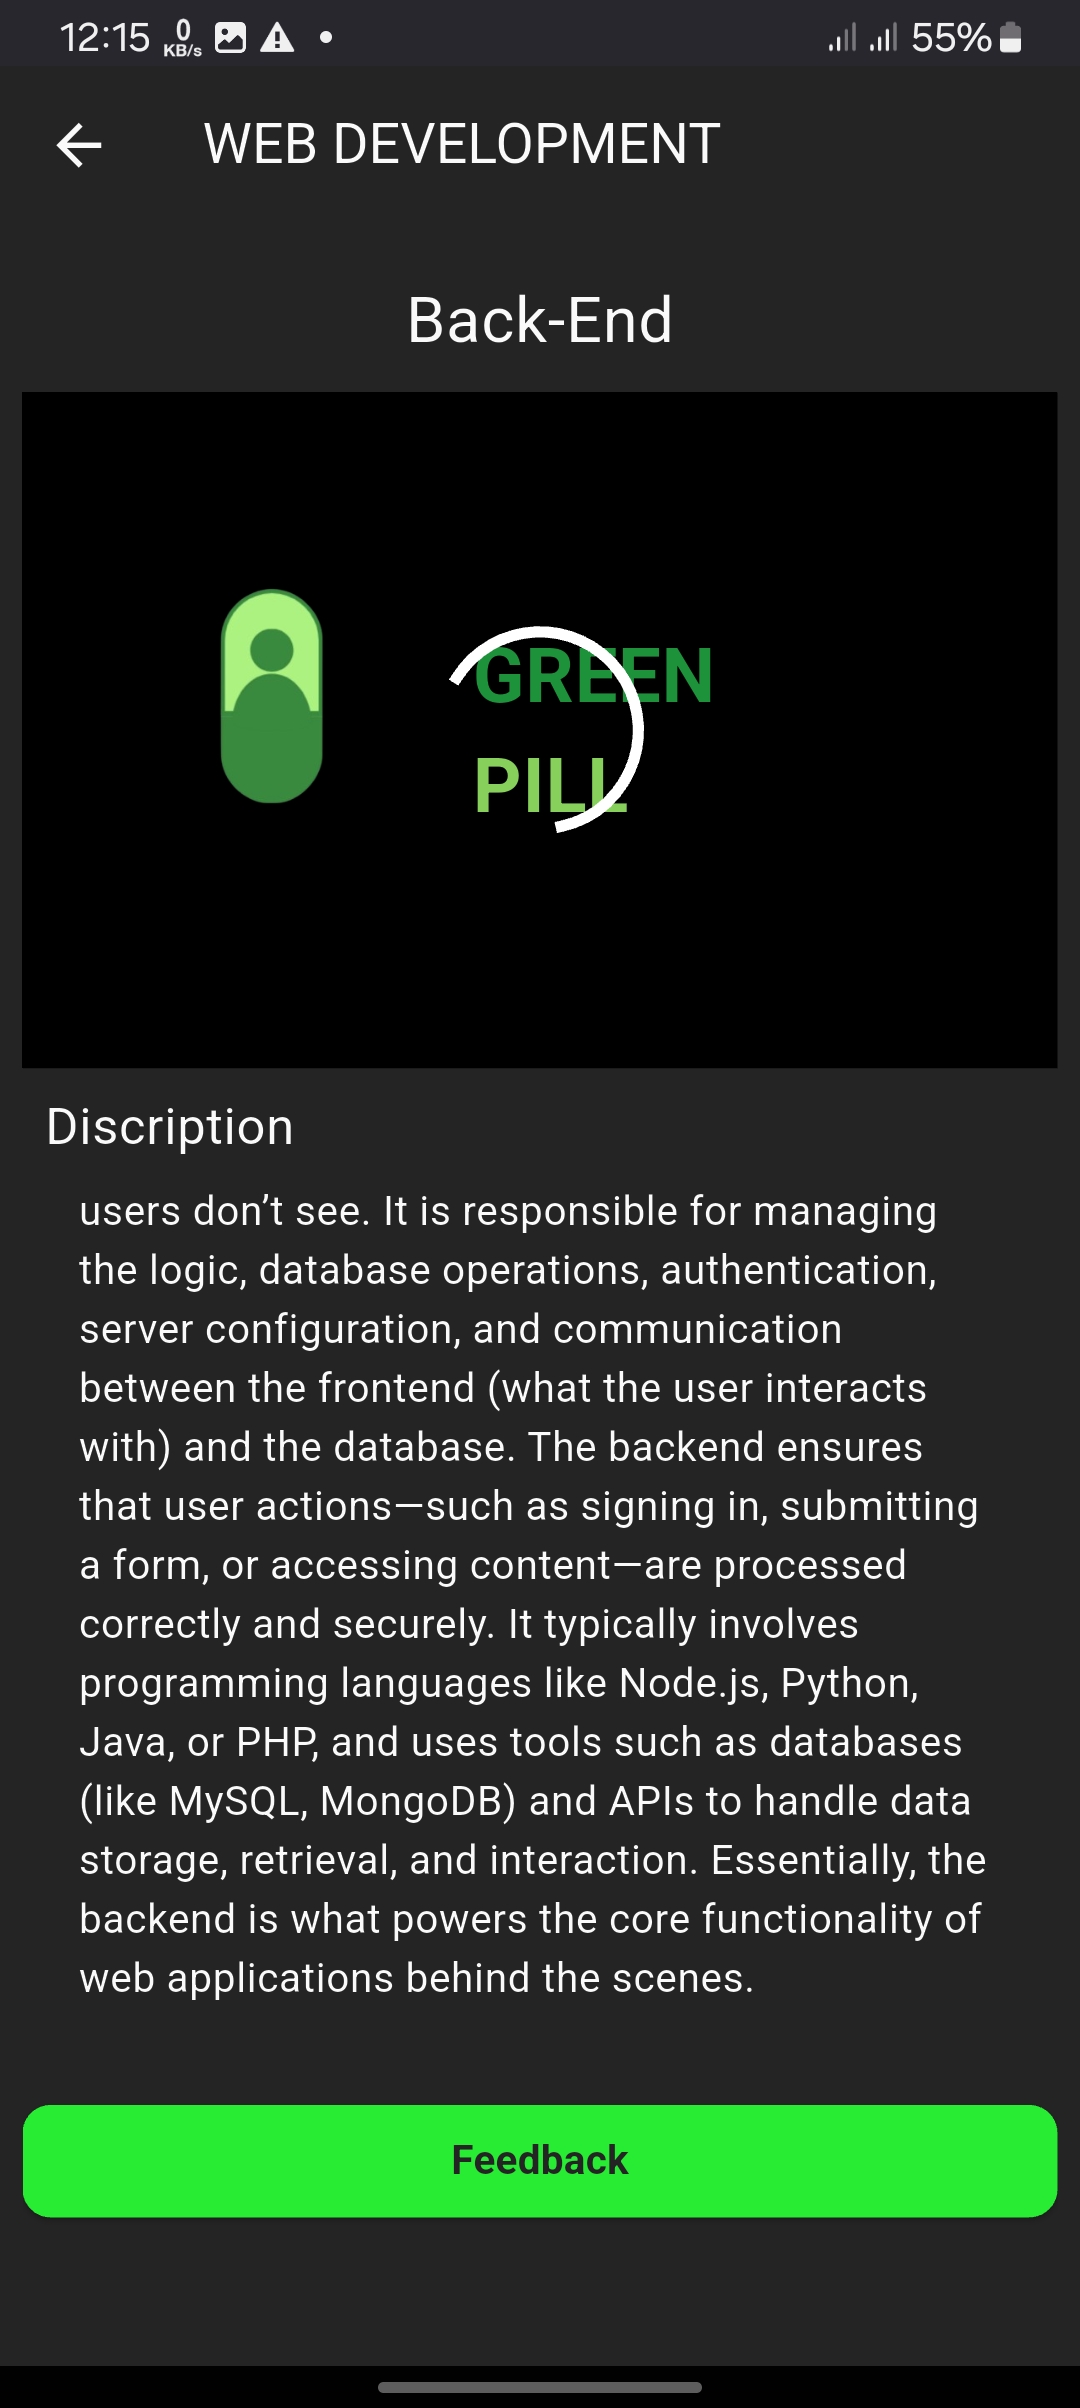 12:15 0 KB/s 55%
WEB DEVELOPMENT
Back-End
GREEN
PILL
Discription
users don’t see. It is responsible for managing
the logic, database operations, authentication,
server configuration, and communication
between the frontend (what the user interacts
with) and the database. The backend ensures
that user actions—such as signing in, submitting
a form, or accessing content—are processed
correctly and securely. It typically involves
programming languages like Node.js, Python,
Java, or PHP, and uses tools such as databases
(like MySQL, MongoDB) and APIs to handle data
storage, retrieval, and interaction. Essentially, the
backend is what powers the core functionality of
web applications behind the scenes.
Feedback